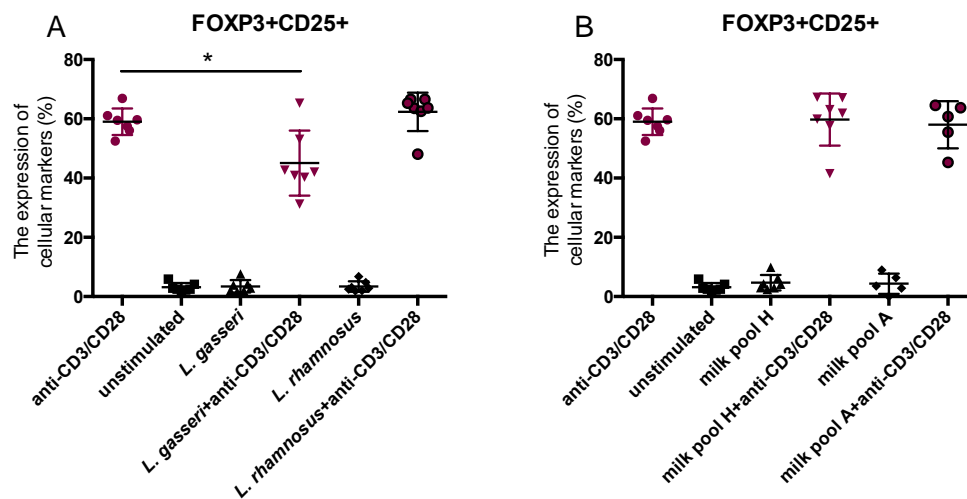 A
FOXP3+CD25+
The expression of
cellular markers (%)
80
60
40
20
0
*
anti-CD3/CD28
unstimulated
L. gasseri
L. gasseri+anti-CD3/CD28
L. rhamnosus
L. rhamnosus+anti-CD3/CD28
B
FOXP3+CD25+
The expression of
cellular markers (%)
80
60
40
20
0
anti-CD3/CD28
unstimulated
milk pool H
milk pool H+anti-CD3/CD28
milk pool A
milk pool A+anti-CD3/CD28